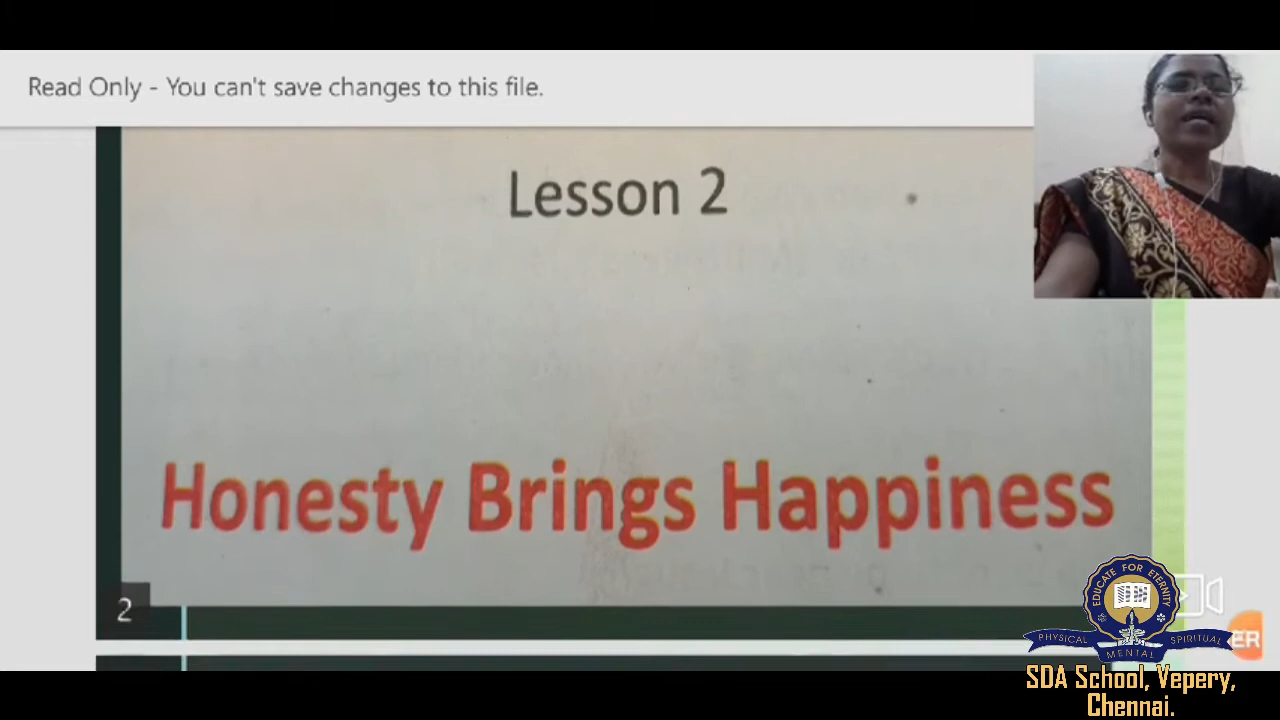 Read Only - You can't save changes to this file.
Lesson 2
Honesty Brings Happiness
2
EDUCATE FOR ETERNITY
PHYSICAL
MENTAL
SPIRITUAL
ER
SDA School, Vepery,
Chennai.